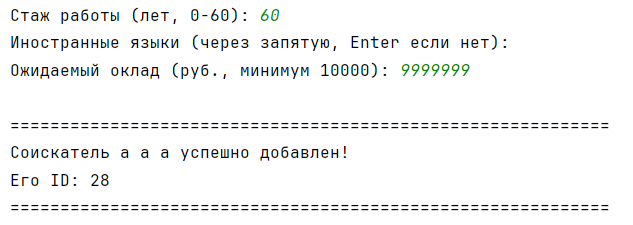 Стаж работы (лет, 0-60): 60
Иностранные языки (через запятую, Enter если нет):
Ожидаемый оклад (руб., минимум 10000): 9999999
============================================================
Соискатель а а а успешно добавлен!
Его ID: 28
============================================================